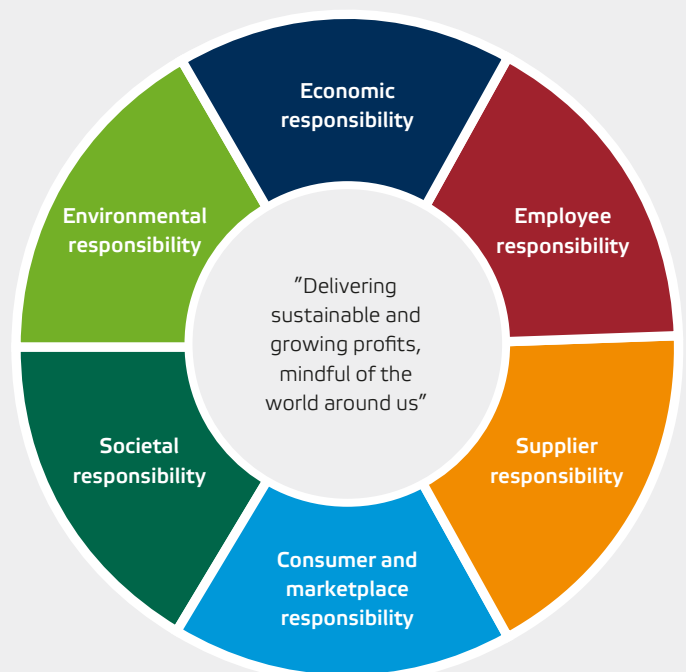 Economic
responsibility
Employee
responsibility
Supplier
responsibility
Consumer and
marketplace
responsibility
Societal
responsibility
Environmental
responsibility
”Delivering
sustainable and
growing profits,
mindful of the
world around us”